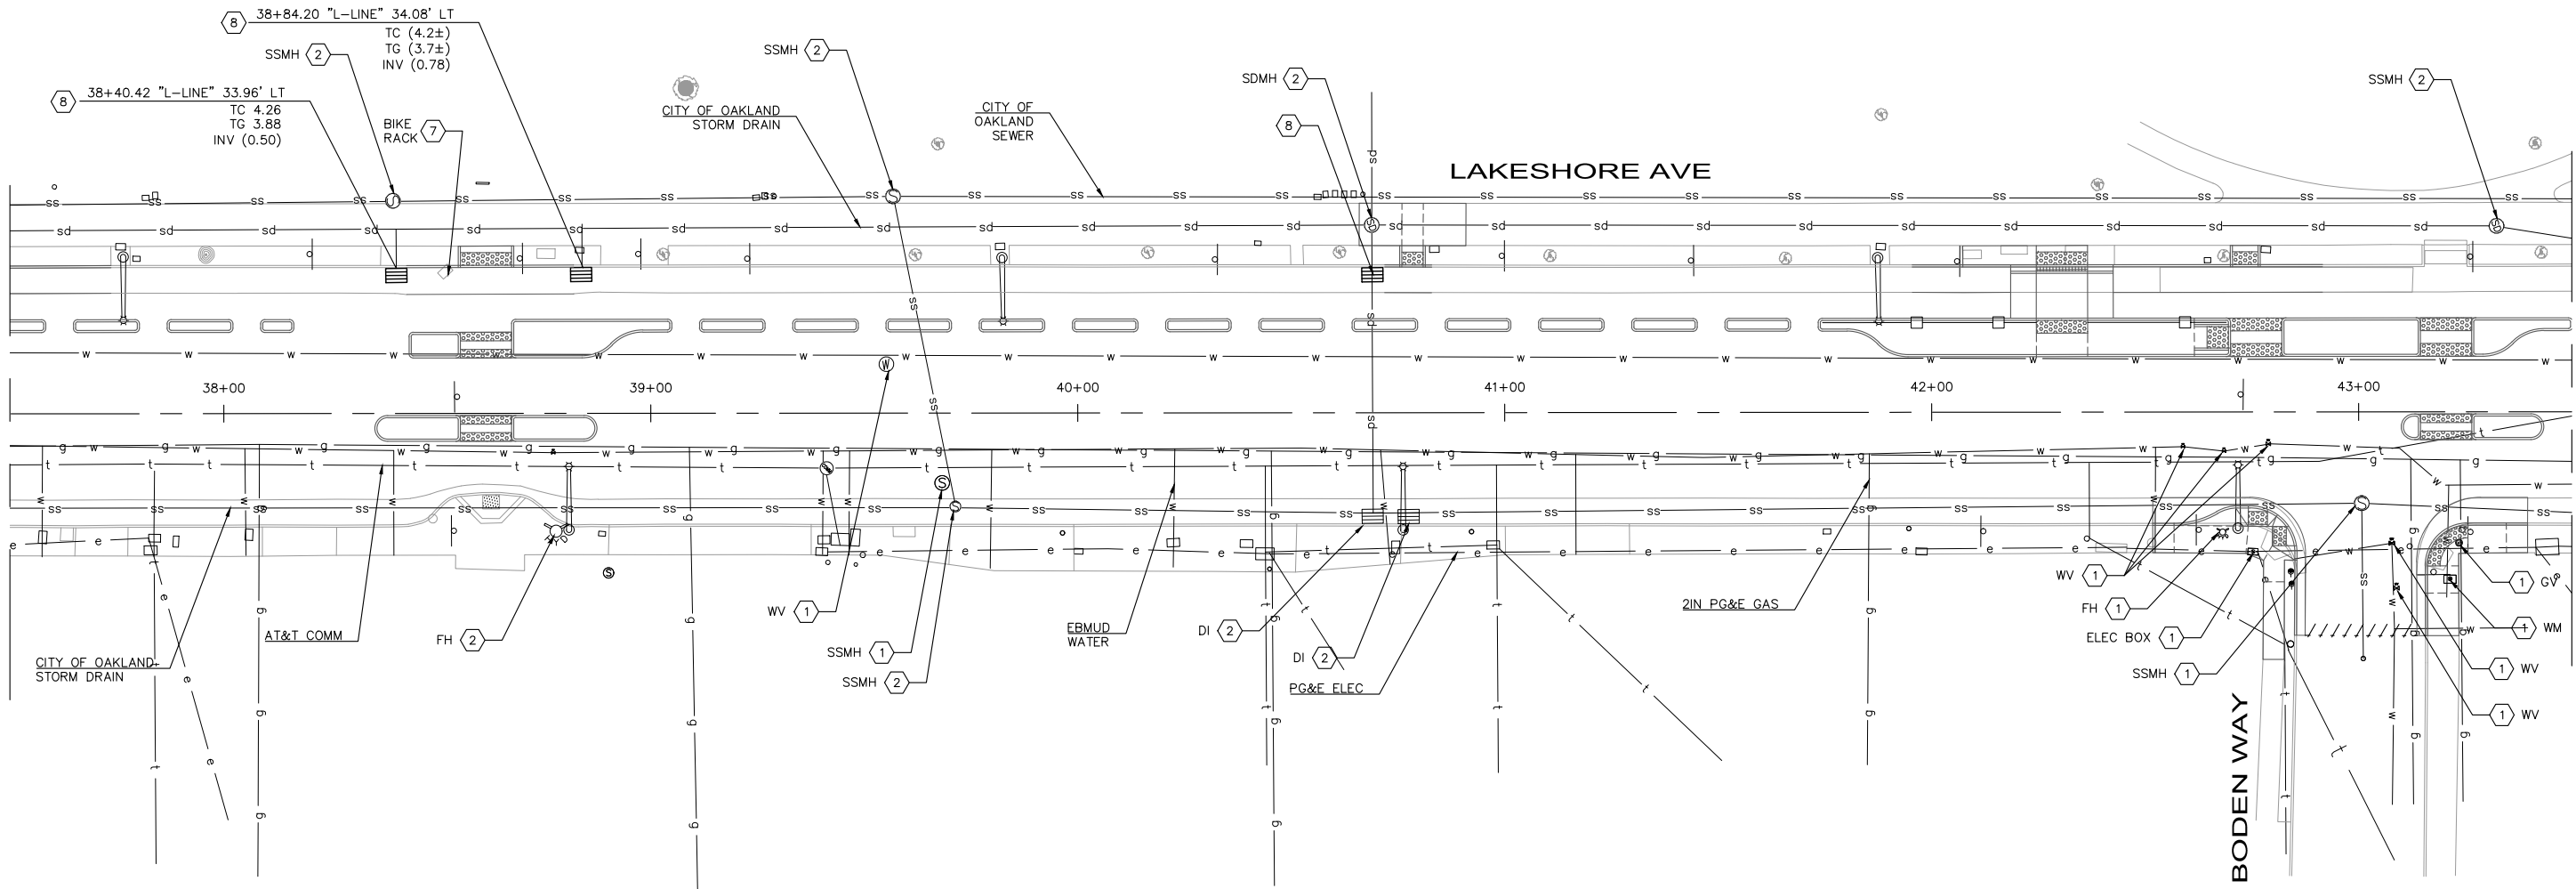 8 38+84.20 "L-LINE" 34.08' LT
TC (4.2±)
TG (3.7±)
INV (0.78)
SSMH 2
8 38+40.42 "L-LINE" 33.96' LT
TC 4.26
TG 3.88
INV (0.50)
BIKE
RACK 7
SSMH 2
CITY OF OAKLAND
STORM DRAIN
CITY OF
OAKLAND
SEWER
SDMH 2
8
LAKESHORE AVE
SSMH 2
38+00
39+00
40+00
41+00
42+00
43+00
CITY OF OAKLAND
STORM DRAIN
AT&T COMM
FH 2
WV 1
SSMH 1
SSMH 2
EBMUD
WATER
DI 2
DI 2
PG&E ELEC
2IN PG&E GAS
WV 1
FH 1
ELEC BOX 1
SSMH 1
1 GV
1 WM
1 WV
1 WV
BODEN WAY